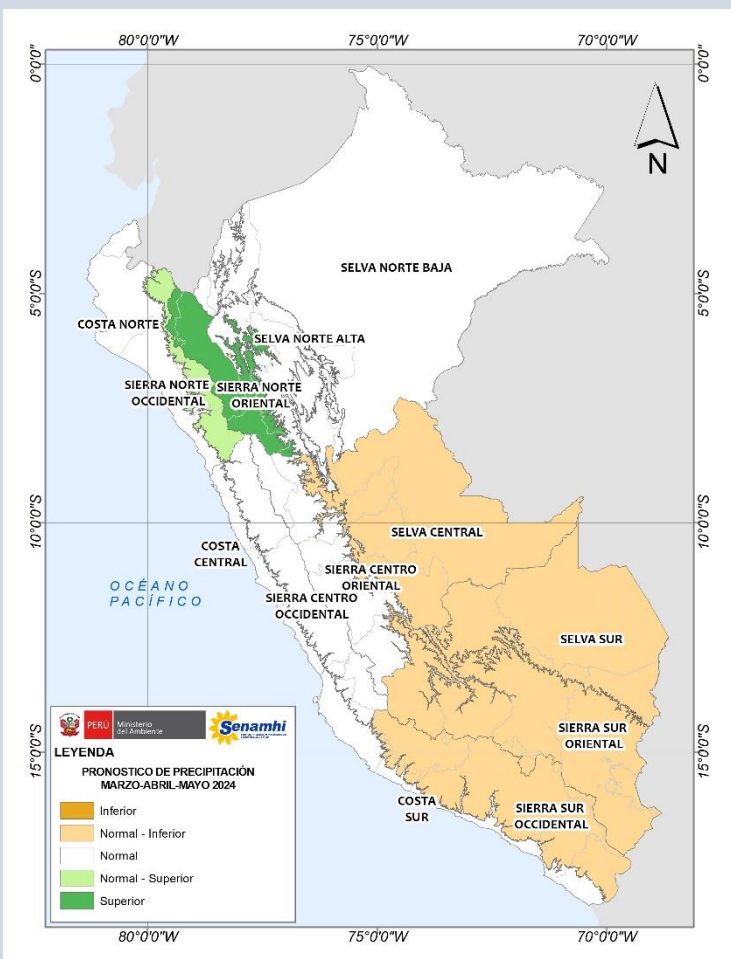 80°0'0"W
75°0'0"W
70°0'0"W
0°0'0"
0°0'0"
N
SELVA NORTE BAJA
5°0'0"S
5°0'0"S
COSTA NORTE
SELVA NORTE ALTA
SIERRA NORTE
OCCIDENTAL
SIERRA NORTE
ORIENTAL
10°0'0"S
10°0'0"S
SELVA CENTRAL
COSTA
CENTRAL
SIERRA CENTRO
ORIENTAL
OCÉANO
PACÍFICO
SIERRA CENTRO
OCCIDENTAL
SELVA SUR
SIERRA SUR
ORIENTAL
15°0'0"S
15°0'0"S
COSTA
SUR
SIERRA SUR
OCCIDENTAL
PERÚ
Ministerio
del Ambiente
Senamhi
LEYENDA
PRONOSTICO DE PRECIPITACIÓN
MARZO-ABRIL-MAYO 2024
Inferior
Normal - Inferior
Normal
Normal - Superior
Superior
80°0'0"W
75°0'0"W
70°0'0"W